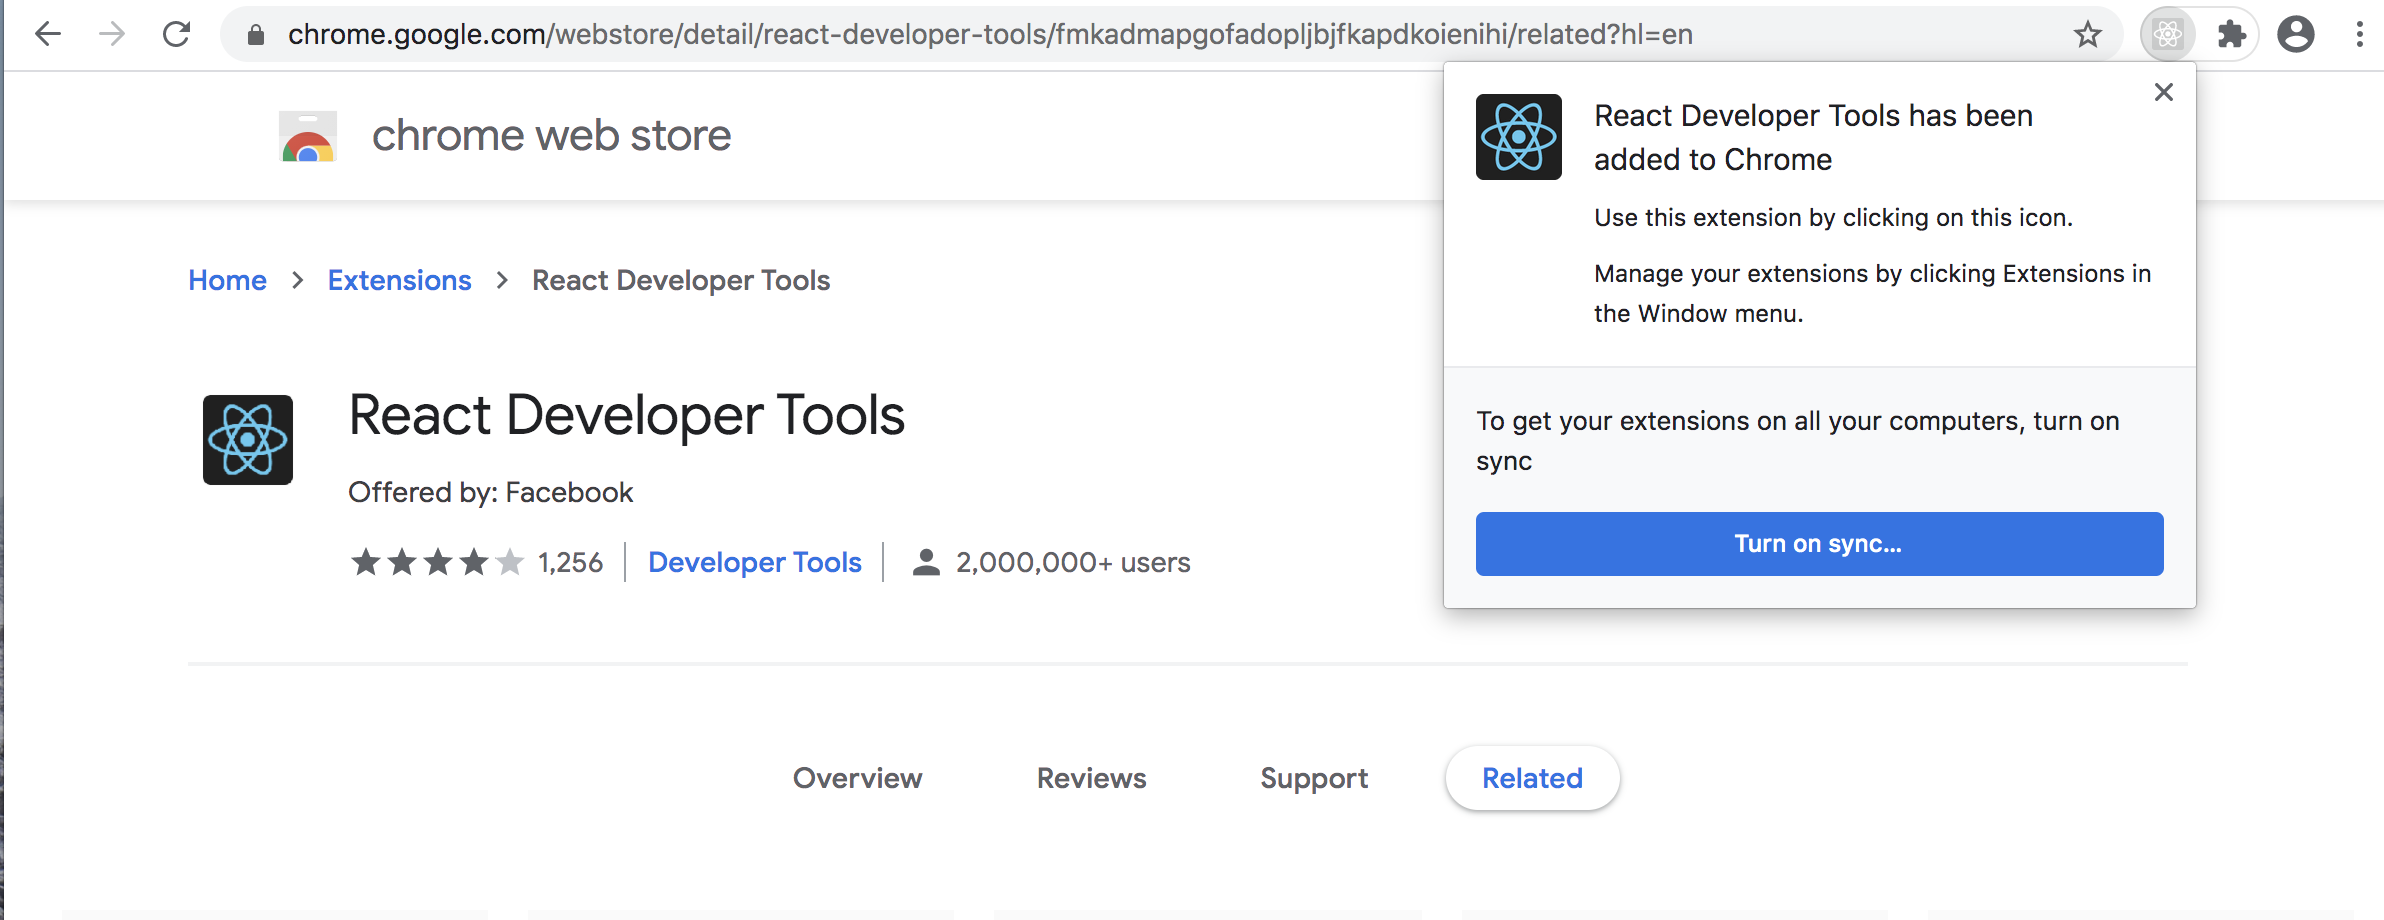 chrome.google.com/webstore/detail/react-developer-tools/fmkadmapgofadopljbjfkapdkoienihi/related?hl=en
chrome web store
React Developer Tools has been
added to Chrome
Use this extension by clicking on this icon.
Manage your extensions by clicking Extensions in
the Window menu.
To get your extensions on all your computers, turn on
sync
Turn on sync...
Home > Extensions > React Developer Tools
React Developer Tools
Offered by: Facebook
1,256 | Developer Tools | 2,000,000+ users
Overview Reviews Support Related